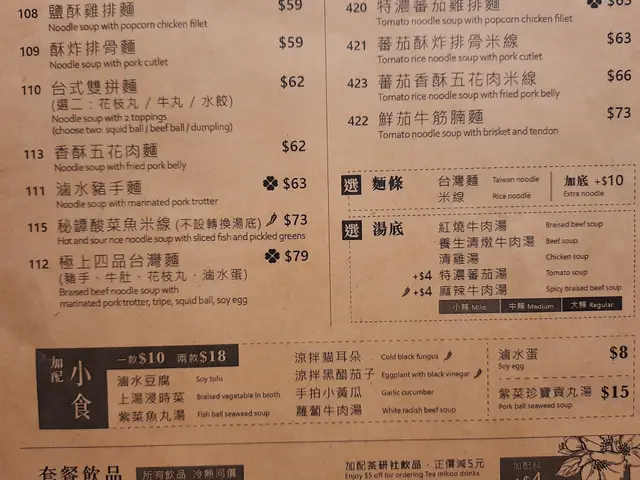 108 鹽酥雞排麵 $59
Noodle soup with popcorn chicken fillet
109 酥炸排骨麵 $59
Noodle soup with pork cutlet
110 台式雙拼麵 $62
(選二：花枝丸 / 牛丸 / 水餃)
Noodle soup with 2 toppings
(choose two: squid ball / beef ball / dumpling)
113 香酥五花肉麵 $62
Noodle soup with fried pork belly
111 滷水豬手麵 $63
Noodle soup with marinated pork trotter
115 秘譚酸菜魚米線 (不設轉換湯底) $73
Hot and sour rice noodle soup with sliced fish and pickled greens
112 極上四品台灣麵 $79
(豬手、牛肚、花枝丸、滷水蛋)
Braised beef noodle soup with
marinated pork trotter, tripe, squid ball, soy egg
420 特濃番茄雞排麵 $63
Tomato noodle soup with popcorn chicken fillet
421 蕃茄酥炸排骨米線 $63
Tomato rice noodle soup with pork cutlet
423 蕃茄香酥五花肉米線 $66
Tomato rice noodle soup with fried pork belly
422 鮮茄牛筋腩麵 $73
Tomato noodle soup with brisket and tendon
選 麵條
台灣麵 Taiwan noodle
米線 Rice noodle
加底 +$10
Extra noodle
選 湯底
紅燒牛肉湯 Braised beef soup
養生清燉牛肉湯 Beef soup
清雞湯 Chicken soup
+$4 特濃蕃茄湯 Tomato soup
+$4 麻辣牛肉湯 Spicy braised beef soup
小辣 Mild 中辣 Medium 大辣 Regular
加配 小食
一款$10 兩款$18
滷水豆腐 Soy tofu
上湯浸時菜 Braised vegetable in broth
紫菜魚丸湯 Fish ball seaweed soup
涼拌貓耳朵 Cold black fungus
涼拌黑醋茄子 Eggplant with black vinegar
手拍小黃瓜 Garlic cucumber
蘿蔔牛肉湯 White radish beef soup
滷水蛋 $8
Soy egg
紫菜珍寶貢丸湯 $15
Pork ball seaweed soup
套餐飲品 所有飲品 冷熱同價
加配茶研社飲品，正價減5元
Enjoy $5 off for ordering Tea mikoo drinks
加配料
+$4